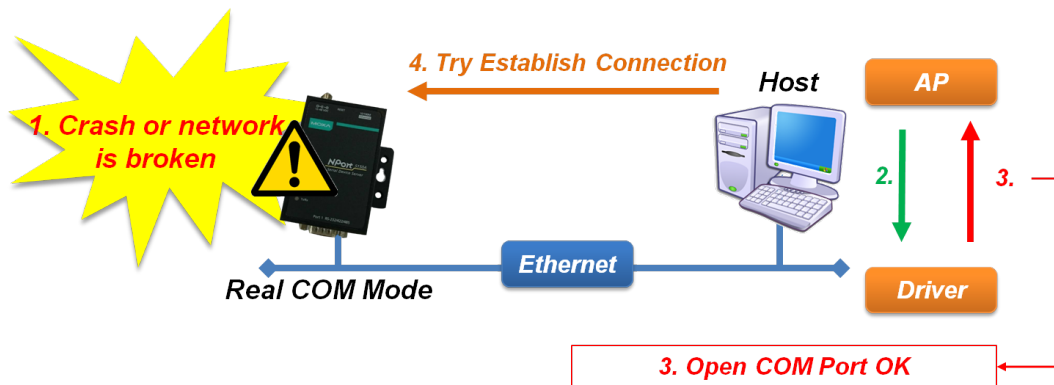 4. Try Establish Connection
Host
AP
1. Crash or network
is broken
NPort
2.
3.
Ethernet
Real COM Mode
Driver
3. Open COM Port OK